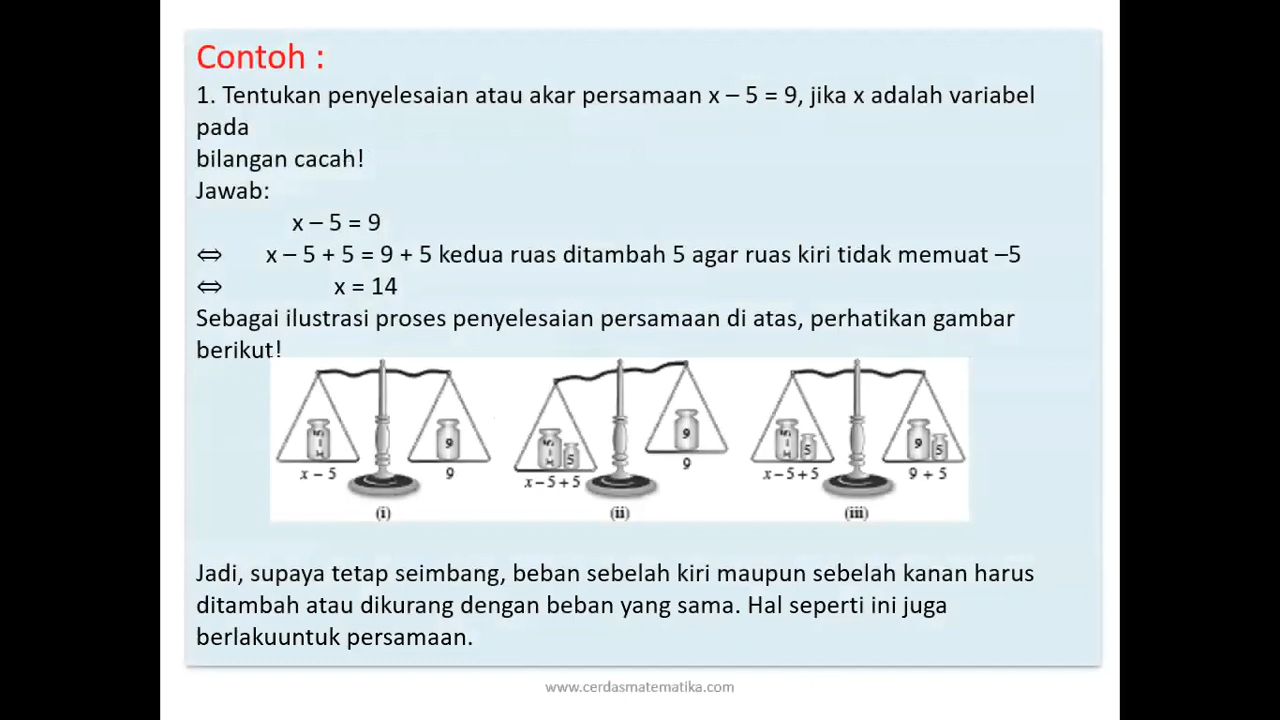 Contoh :
1. Tentukan penyelesaian atau akar persamaan x – 5 = 9, jika x adalah variabel
pada
bilangan cacah!
Jawab:
x – 5 = 9
⇔ x – 5 + 5 = 9 + 5 kedua ruas ditambah 5 agar ruas kiri tidak memuat –5
⇔ x = 14
Sebagai ilustrasi proses penyelesaian persamaan di atas, perhatikan gambar
berikut!
9 5 9 5 9 5
x – 5 9 x – 5 + 5 9 x – 5 + 5 9 + 5
(i) (ii) (iii)
Jadi, supaya tetap seimbang, beban sebelah kiri maupun sebelah kanan harus
ditambah atau dikurang dengan beban yang sama. Hal seperti ini juga
berlakuuntuk persamaan.
www.cerdasmatematika.com